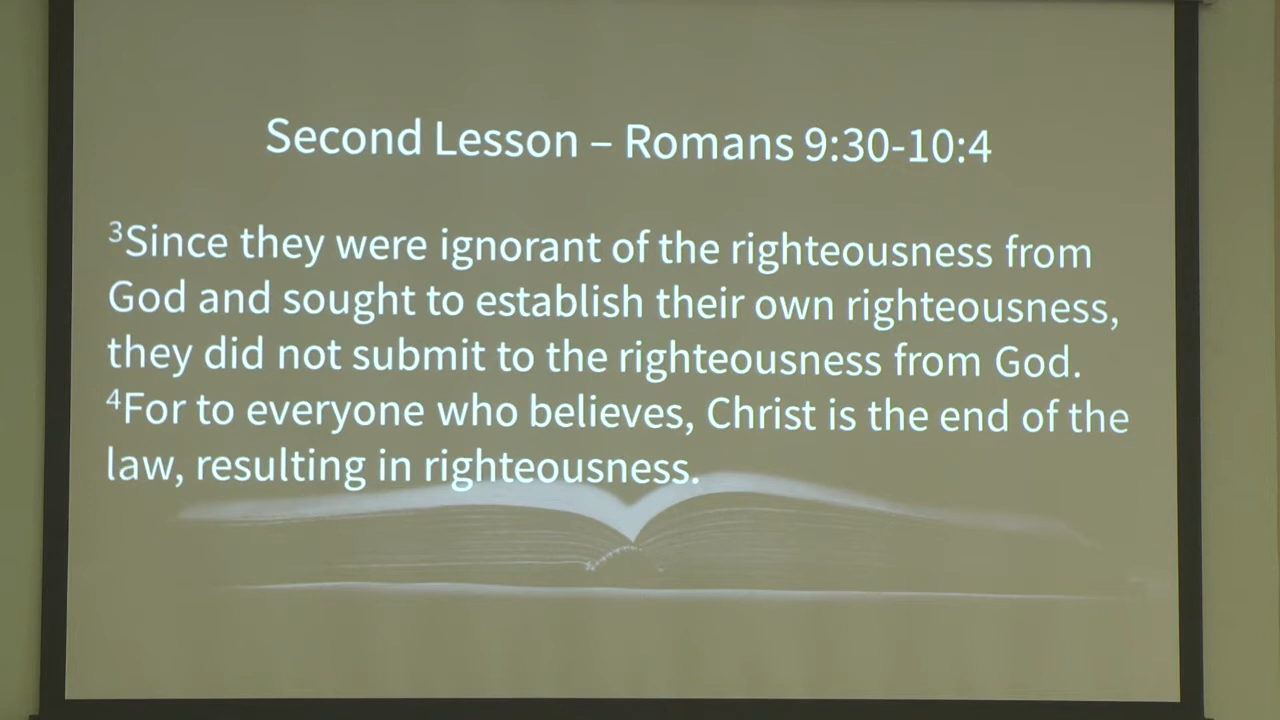 Second Lesson – Romans 9:30-10:4
³Since they were ignorant of the righteousness from
God and sought to establish their own righteousness,
they did not submit to the righteousness from God.
⁴For to everyone who believes, Christ is the end of the
law, resulting in righteousness.